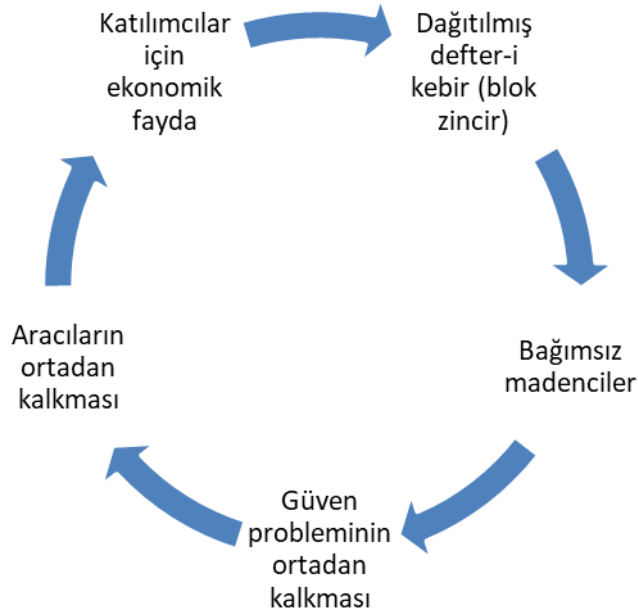 Katılımcılar
için
ekonomik
fayda
Dağıtılmış
defter-i
kebir (blok
zincir)
Bağımsız
madenciler
Güven
probleminin
ortadan
kalkması
Aracıların
ortadan
kalkması